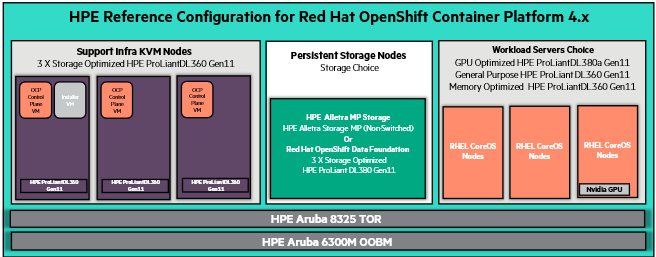 HPE Reference Configuration for Red Hat OpenShift Container Platform 4.x
Support Infra KVM Nodes
3 X Storage Optimized HPE ProLiantDL360 Gen11
OCP
Control
Plane
VM
Installer
VM
HPE ProLiantDL360
Gen11
OCP
Control
Plane
VM
HPE ProLiantDL360
Gen11
OCP
Control
Plane
VM
HPE ProLiantDL360
Gen11
Persistent Storage Nodes
Storage Choice
HPE Alletra MP Storage
HPE Alletra Storage MP (NonSwitched)
Or
Red Hat OpenShift Data Foundation
3 X Storage Optimized
HPE ProLiant DL380 Gen11
Workload Servers Choice
GPU Optimized HPE ProLiantDL380a Gen11
General Purpose HPE ProLiant DL360 Gen11
Memory Optimized HPE ProLiantDL360 Gen11
RHEL CoreOS
Nodes
RHEL CoreOS
Nodes
RHEL CoreOS
Nodes
Nvidia GPU
HPE Aruba 8325 TOR
HPE Aruba 6300M OOBM